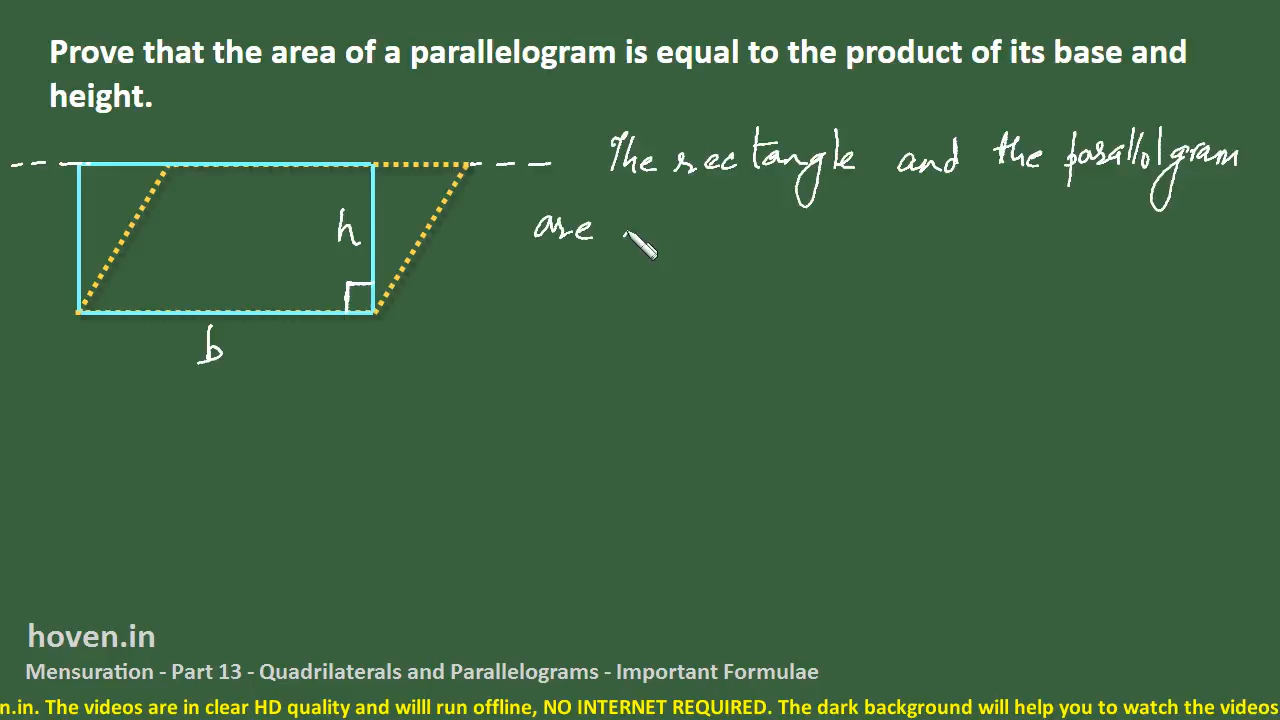 Prove that the area of a parallelogram is equal to the product of its base and
height.
The rectangle and the parallolgram
are
h
b
hoven.in
Mensuration - Part 13 - Quadrilaterals and Parallelograms - Important Formulae
n.in. The videos are in clear HD quality and willl run offline, NO INTERNET REQUIRED. The dark background will help you to watch the videos